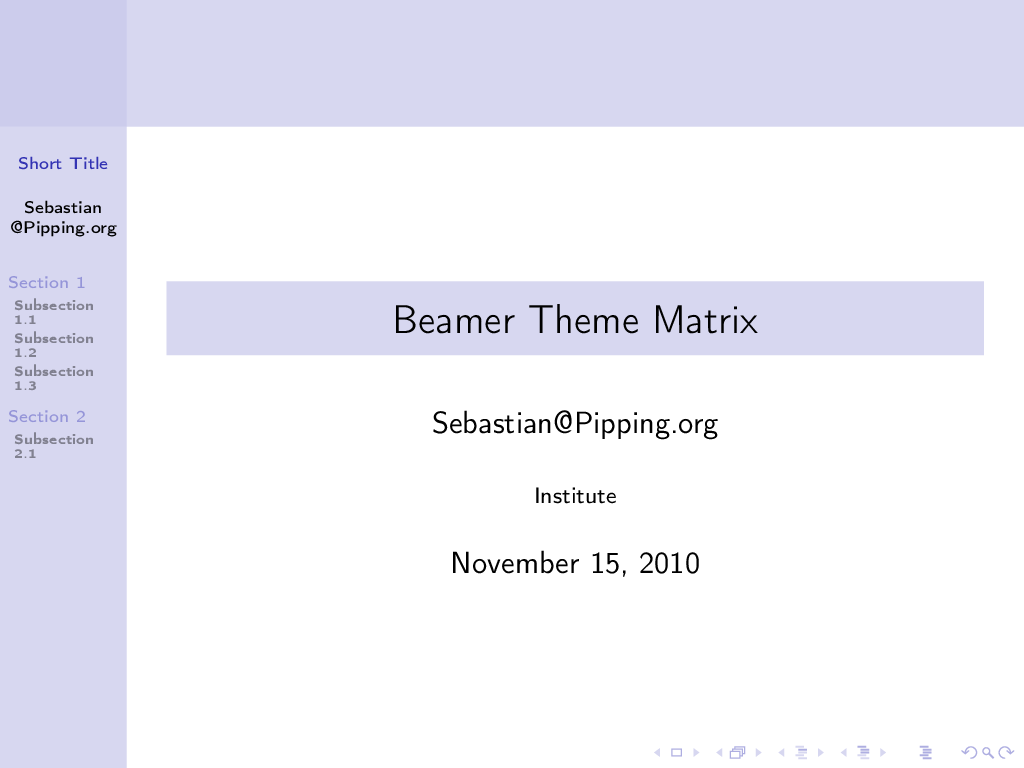 Short Title
Sebastian
@Pipping.org
Section 1
Subsection
1.1
Subsection
1.2
Subsection
1.3
Section 2
Subsection
2.1
Beamer Theme Matrix
Sebastian@Pipping.org
Institute
November 15, 2010